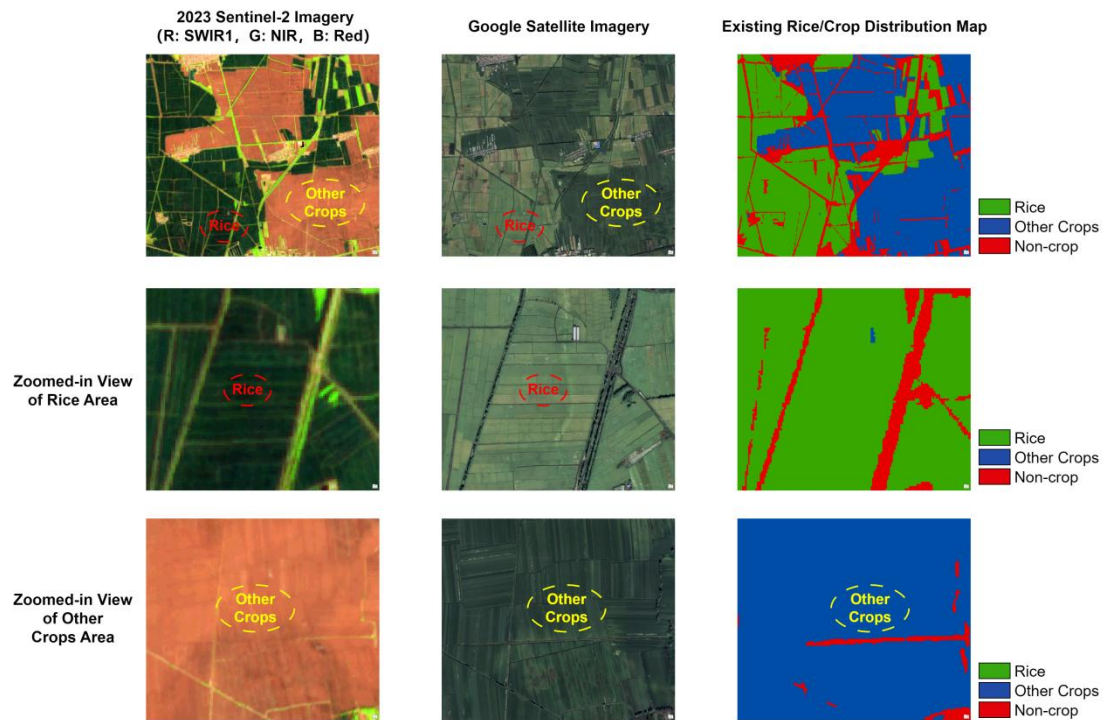 2023 Sentinel-2 Imagery
(R: SWIR1, G: NIR, B: Red)
Google Satellite Imagery
Existing Rice/Crop Distribution Map
Other
Crops
Rice
Other
Crops
Rice
Rice
Other Crops
Non-crop
Zoomed-in View
of Rice Area
Rice
Rice
Rice
Other Crops
Non-crop
Zoomed-in View
of Other
Crops Area
Other
Crops
Other
Crops
Other
Crops
Rice
Other Crops
Non-crop